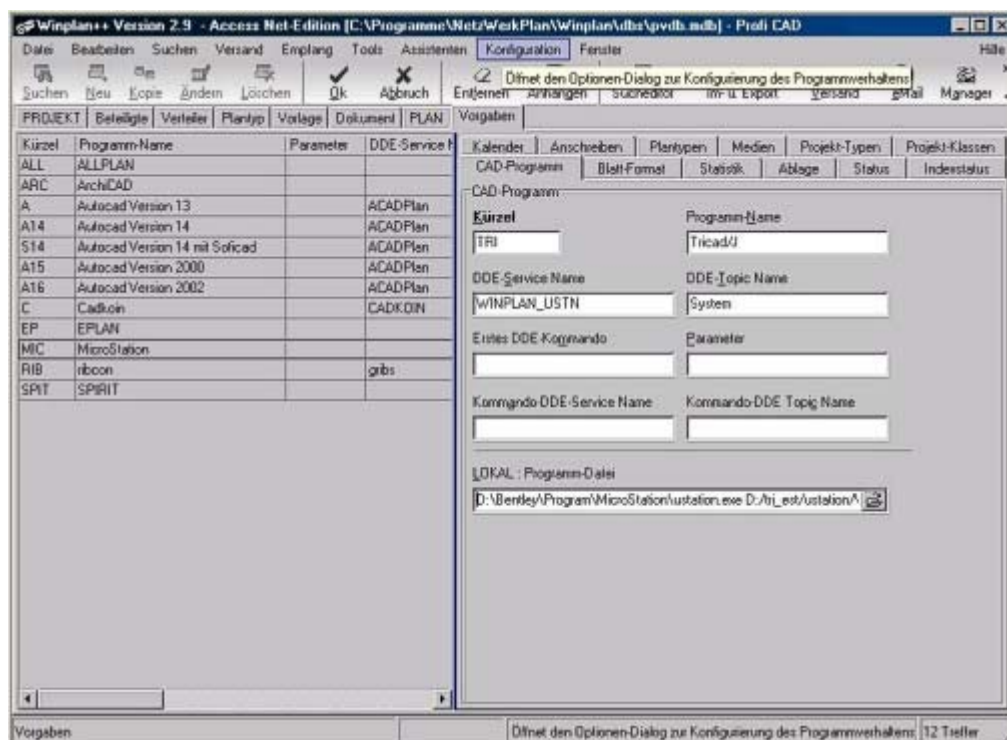 Winplan++ Version 2.9 - Access Net-Edition [C:\Programme\NetzWerkPlan\Winplan\dbs\pvdb.mdb] - Profi CAD
Datei Bearbeiten Suchen Versand Empfang Tools Assistenten Konfiguration Fenster Hilfe
Öffnet den Optionen-Dialog zur Konfigurierung des Programmverhaltens
Suchen Neu Kopie Ändern Löschen Ok Abbruch Entfernen Anhängen Sucheditor Im- u. Export Versand eMail Manager
PROJEKT Beteiligte Verteiler Plantyp Vorlage Dokument PLAN Vorgaben
Kürzel Programm-Name Parameter DDE-Service N
ALL ALLPLAN
ARC ArchiCAD
A Autocad Version 13 ACADPlan
A14 Autocad Version 14 ACADPlan
S14 Autocad Version 14 mit Soficad ACADPlan
A15 Autocad Version 2000 ACADPlan
A16 Autocad Version 2002 ACADPlan
C Cadkoin CADKOIN
EP EPLAN
MIC MicroStation
RIB ribcon gribs
SPIT SPIRIT
Kalender Anschreiben Plantypen Medien Projekt-Typen Projekt-Klassen
CAD-Programm Blatt-Format Statistik Ablage Status Indexstatus
CAD-Programm
Kürzel Programm-Name
TRI Tricad/J
DDE-Service Name DDE-Topic Name
WINPLAN_USTN System
Erstes DDE-Kommando Parameter
Kommando DDE-Service Name Kommando-DDE Topic Name
LOKAL : Programm-Datei
D:\Bentley\Program\MicroStation\ustation.exe D:/tri_est/ustation/
Vorgaben Öffnet den Optionen-Dialog zur Konfigurierung des Programmverhaltens 12 Treffer